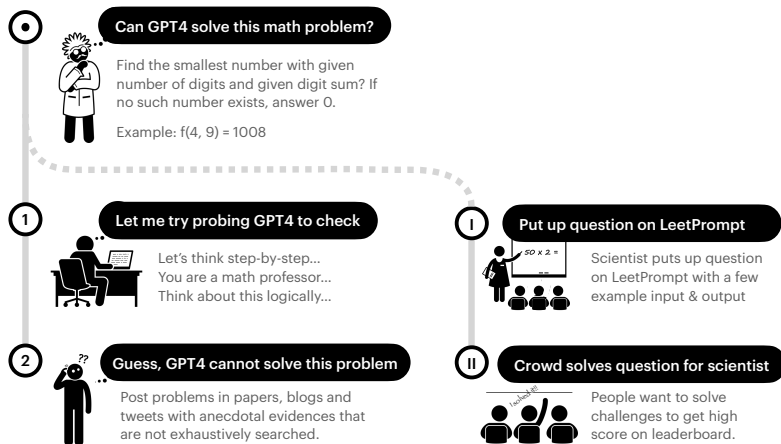 Can GPT4 solve this math problem?
Find the smallest number with given
number of digits and given digit sum? If
no such number exists, answer 0.
Example: f(4, 9) = 1008
1
Let me try probing GPT4 to check
Let's think step-by-step...
You are a math professor...
Think about this logically...
2
??
Guess, GPT4 cannot solve this problem
Post problems in papers, blogs and
tweets with anecdotal evidences that
are not exhaustively searched.
I
Put up question on LeetPrompt
50 x 2 =
Scientist puts up question
on LeetPrompt with a few
example input & output
II
Crowd solves question for scientist
I solved it!!
People want to solve
challenges to get high
score on leaderboard.